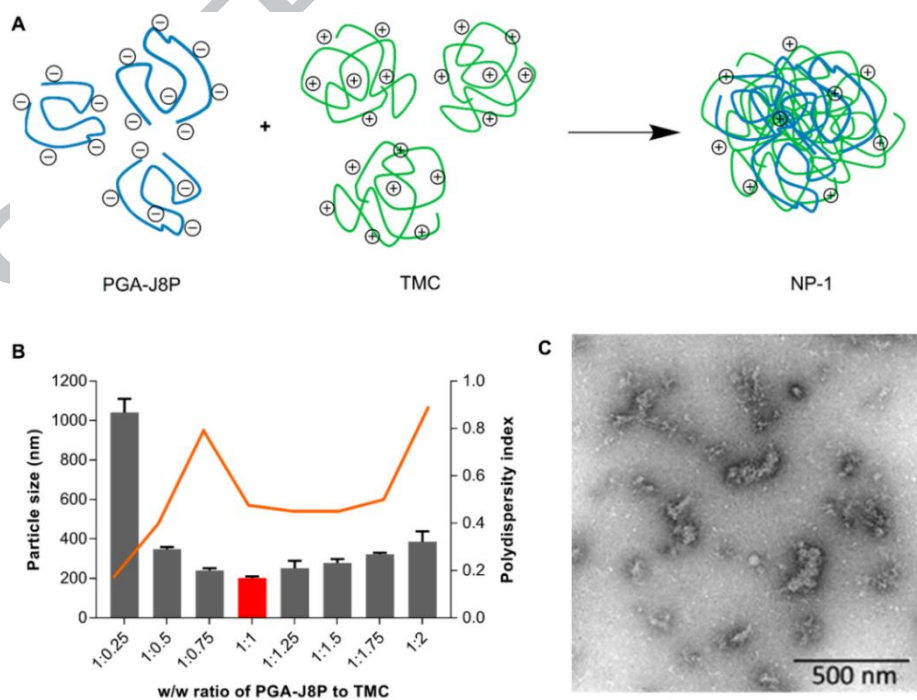 A
+
PGA-J8P
TMC
NP-1
B
C
1200
1000
800
600
400
200
0
Particle size (nm)
1.0
0.8
0.6
0.4
0.2
0.0
Polydispersity index
1:0.25
1:0.5
1:0.75
1:1
1:1.25
1:1.5
1:1.75
1:2
w/w ratio of PGA-J8P to TMC
500 nm